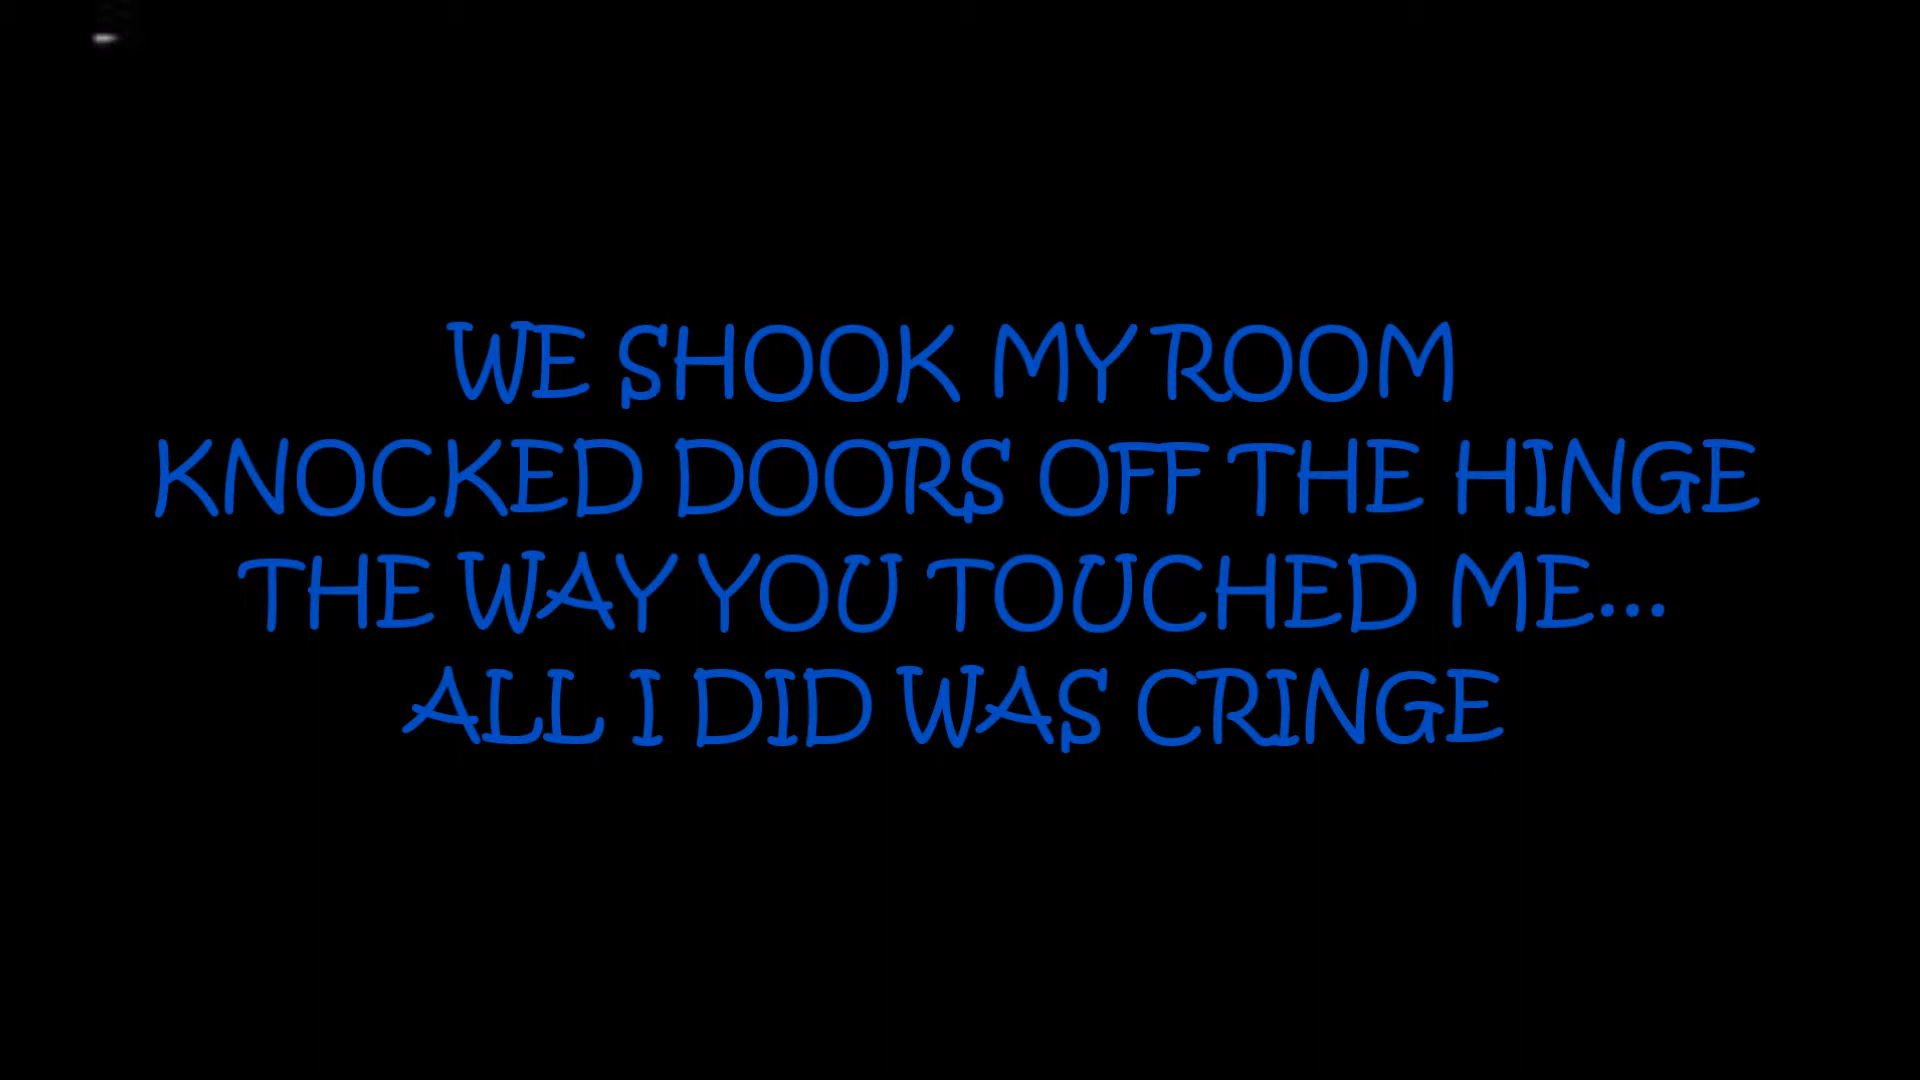 WE SHOOK MY ROOM
KNOCKED DOORS OFF THE HINGE
THE WAY YOU TOUCHED ME...
ALL I DID WAS CRINGE